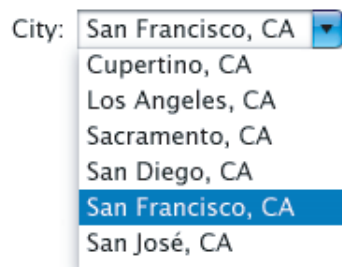 City: San Francisco, CA
Cupertino, CA
Los Angeles, CA
Sacramento, CA
San Diego, CA
San Francisco, CA
San José, CA